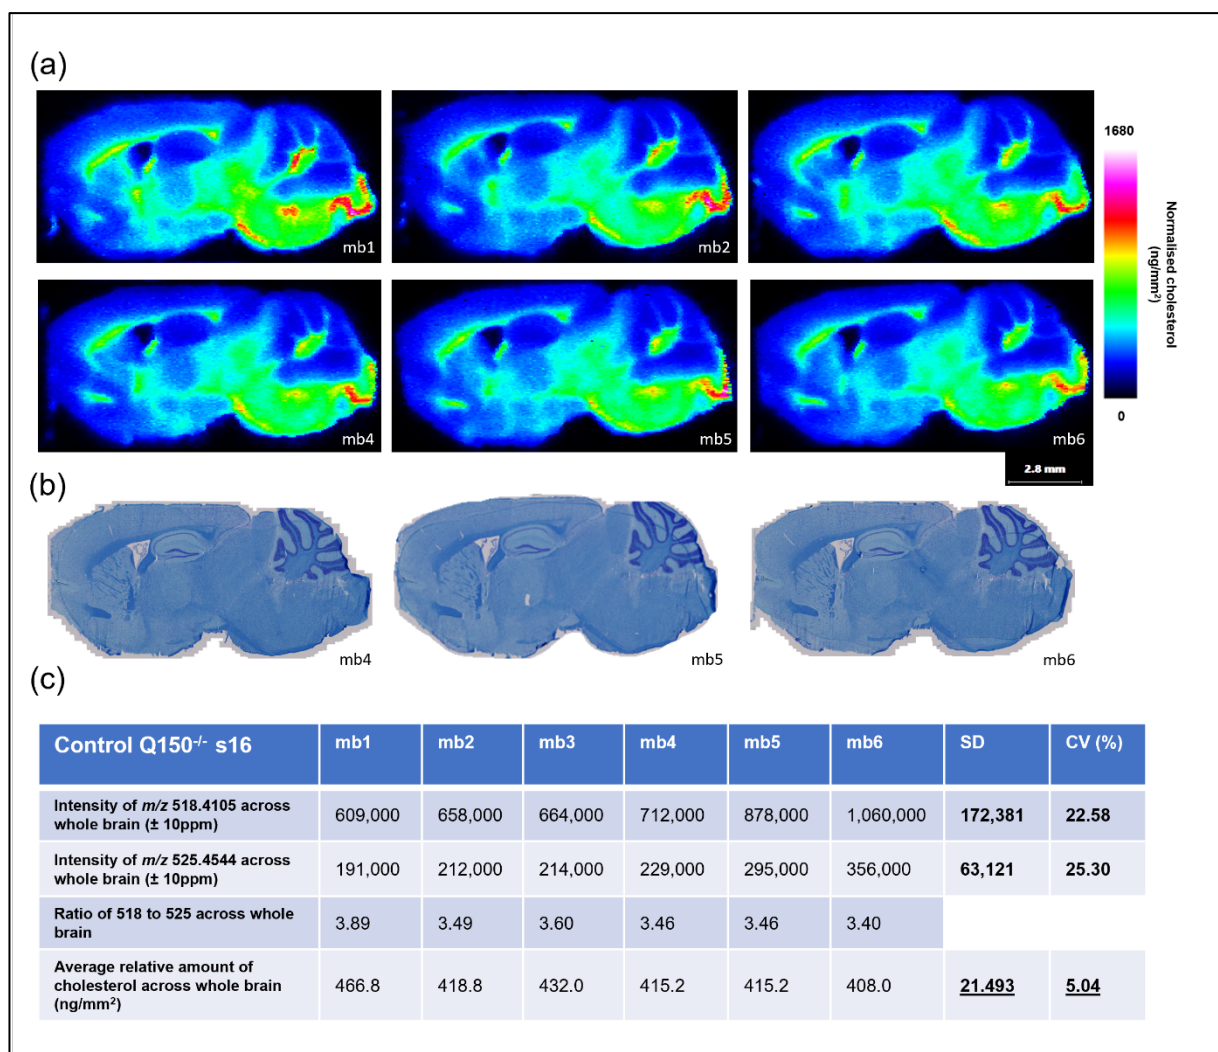 (a)
mb1
mb2
1680
Normalised cholesterol
(ng/mm²)
0
mb4
mb5
mb6
2.8 mm
(b)
mb4
mb5
mb6
(c)
Control Q150⁻/⁻ s16 mb1 mb2 mb3 mb4 mb5 mb6 SD CV (%)
Intensity of m/z 518.4105 across
whole brain (± 10ppm) 609,000 658,000 664,000 712,000 878,000 1,060,000 172,381 22.58
Intensity of m/z 525.4544 across
whole brain (± 10ppm) 191,000 212,000 214,000 229,000 295,000 356,000 63,121 25.30
Ratio of 518 to 525 across whole
brain 3.89 3.49 3.60 3.46 3.46 3.40
Average relative amount of
cholesterol across whole brain
(ng/mm²) 466.8 418.8 432.0 415.2 415.2 408.0 21.493 5.04